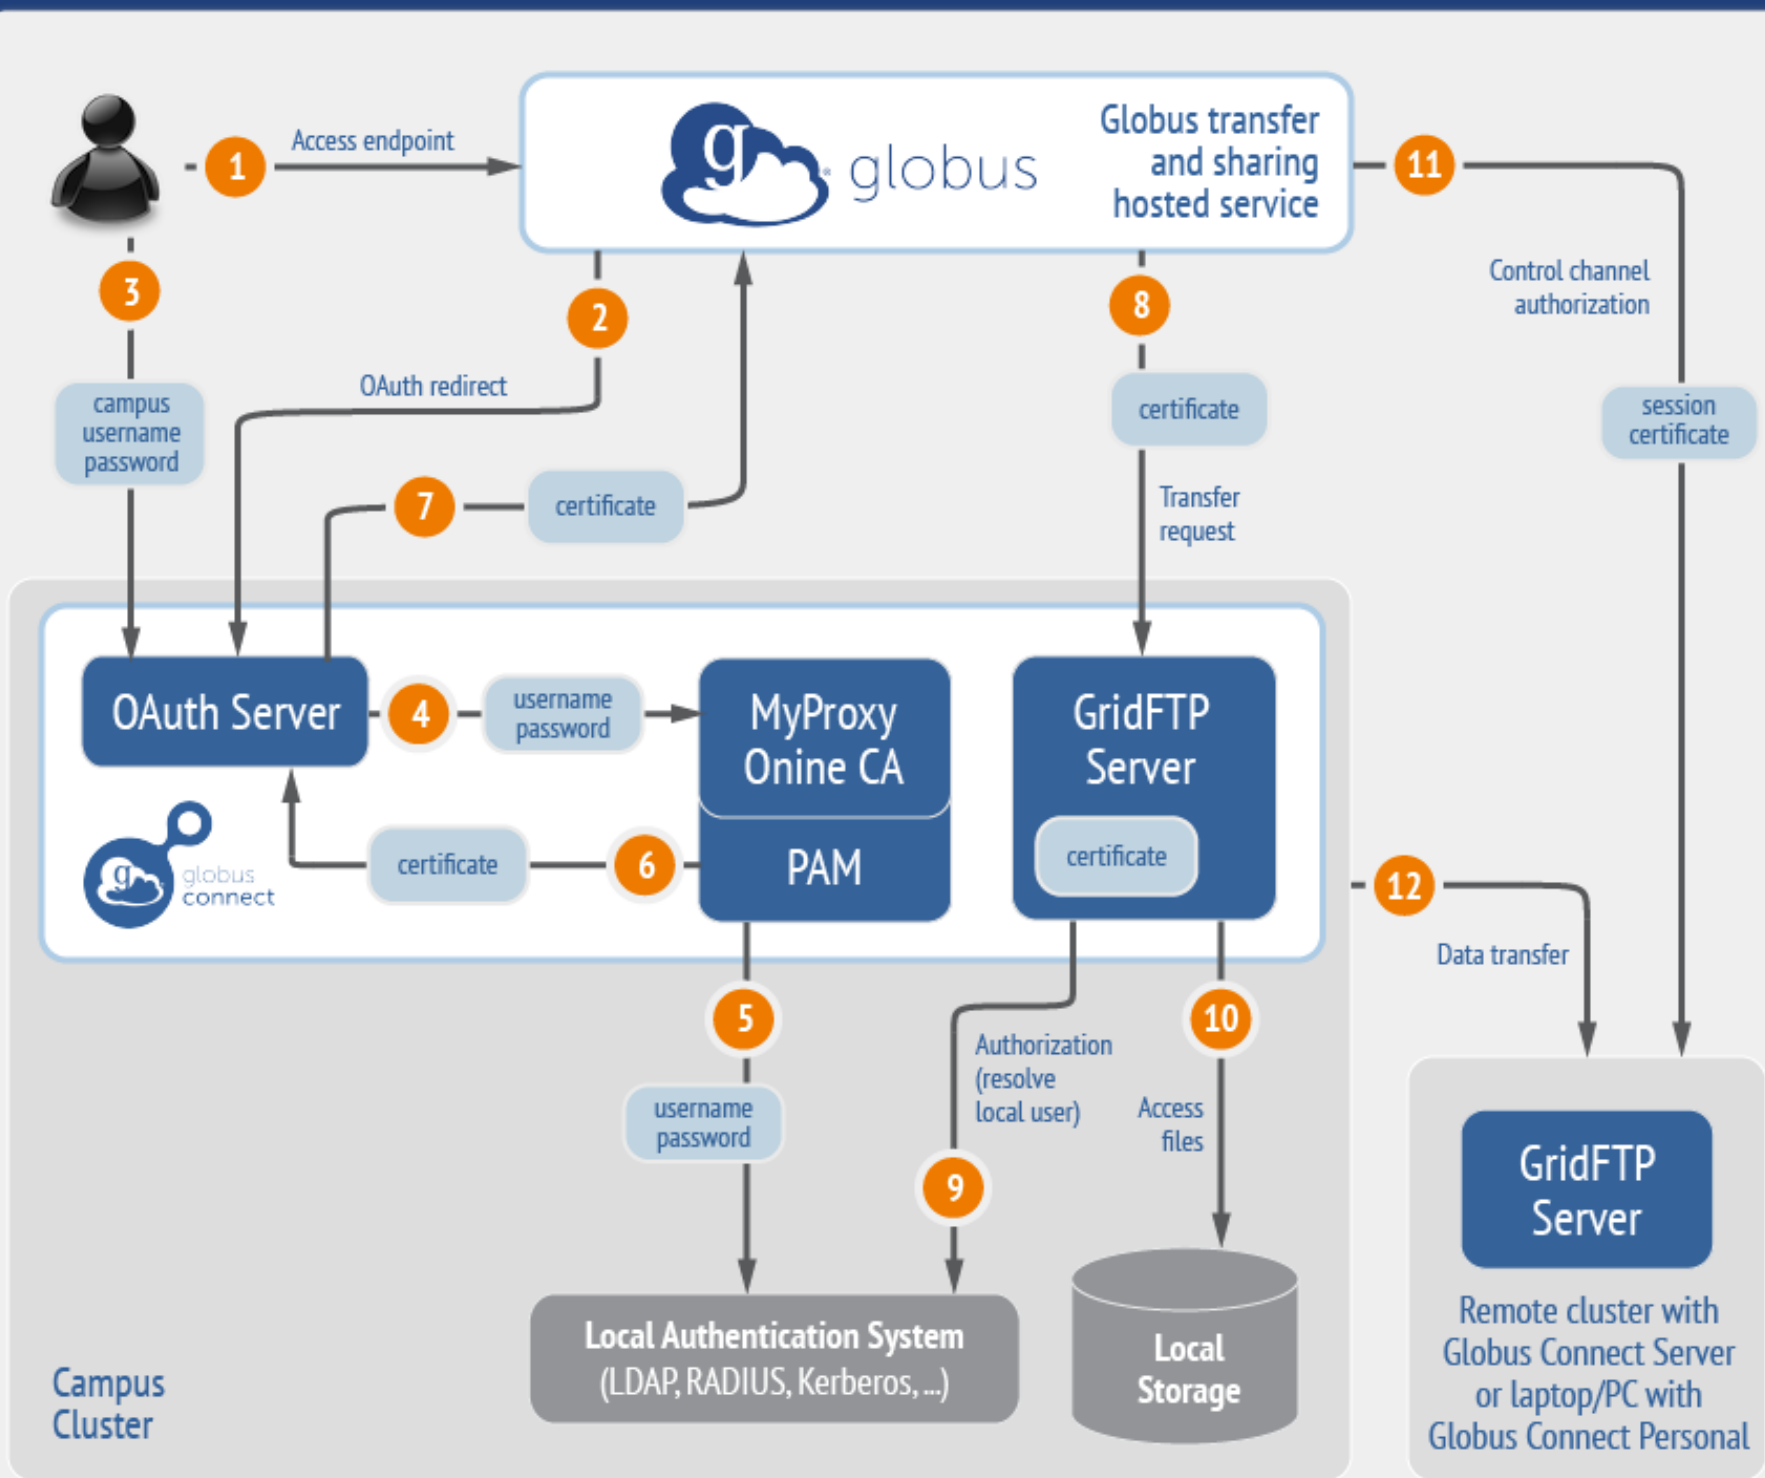 1
Access endpoint
g
globus
Globus transfer
and sharing
hosted service
11
3
2
8
Control channel
authorization
OAuth redirect
campus
username
password
certificate
session
certificate
7
certificate
Transfer
request
OAuth Server
4
username
password
MyProxy
Onine CA
PAM
GridFTP
Server
certificate
g
globus
connect
certificate
6
12
Data transfer
5
10
Authorization
(resolve
local user)
Access
files
username
password
9
Local Authentication System
(LDAP, RADIUS, Kerberos, ...)
Local
Storage
Campus
Cluster
GridFTP
Server
Remote cluster with
Globus Connect Server
or laptop/PC with
Globus Connect Personal